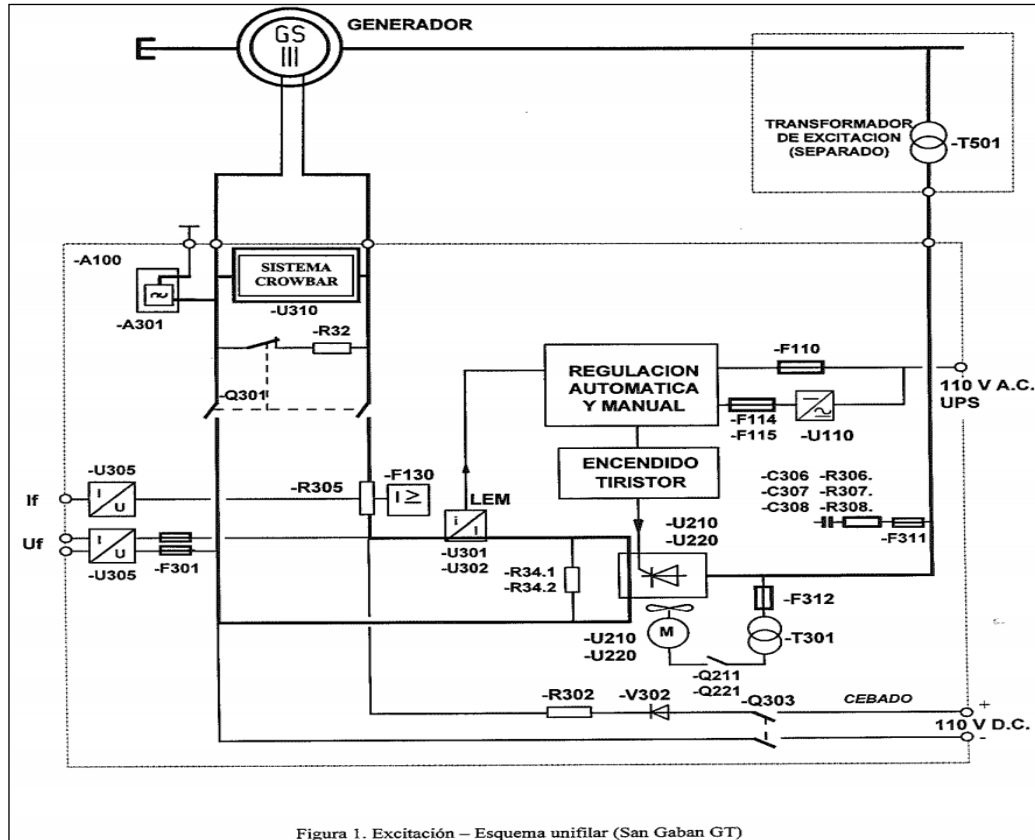 GENERADOR
GS
TRANSFORMADOR
DE EXCITACION
(SEPARADO)
-T501
-A100
SISTEMA
CROWBAR
-A301
-U310
-R32
-Q301
REGULACION
AUTOMATICA
Y MANUAL
-F110
110 V A.C.
UPS
-F114
-F115
-U110
ENCENDIDO
TIRISTOR
-U305
If
I
U
-R305
-F130
I ≥
LEM
i
I
-U301
-U302
-C306 -R306.
-C307 -R307.
-C308 -R308.
-F311
-U210
-U220
Uf
I
U
-U305
-F301
-R34.1
-R34.2
-F312
-U210
-U220
M
-T301
-Q211
-Q221
-R302
-V302
-Q303
CEBADO
+
110 V D.C.
-
Figura 1. Excitación – Esquema unifilar (San Gaban GT)